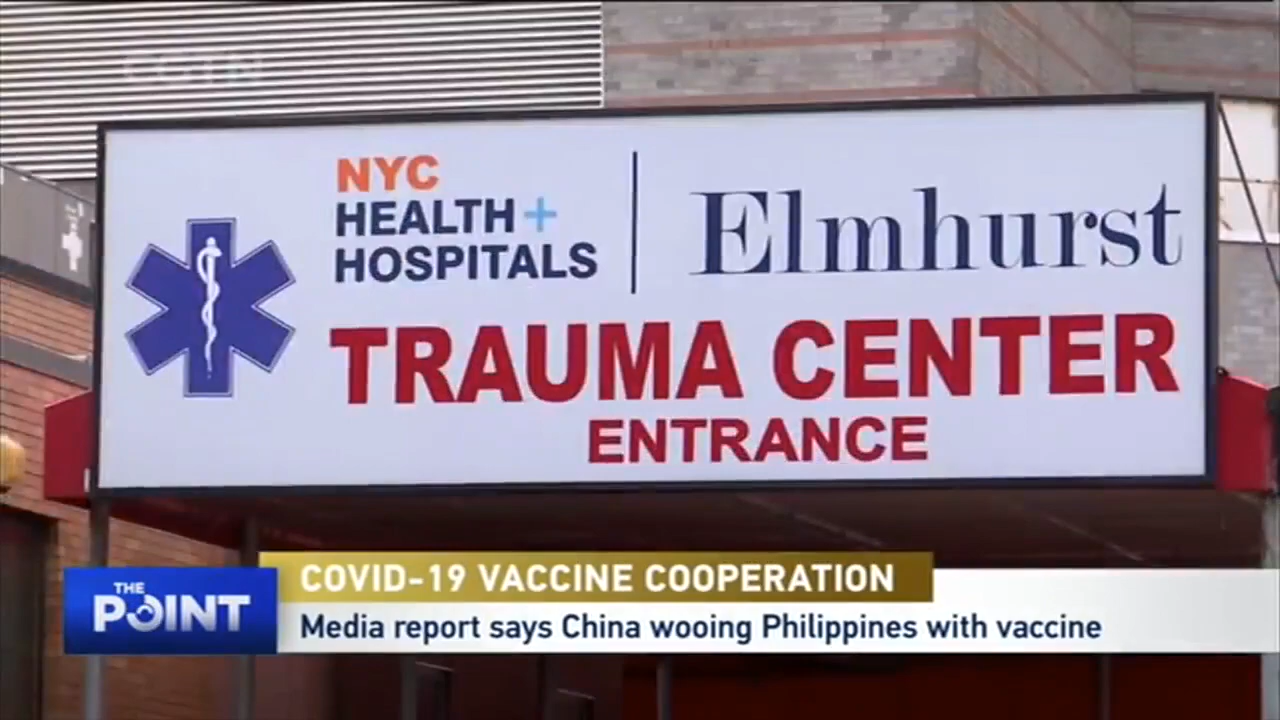 CGTN
NYC
HEALTH+
HOSPITALS
Elmhurst
TRAUMA CENTER
ENTRANCE
COVID-19 VACCINE COOPERATION
THE
POINT
Media report says China wooing Philippines with vaccine